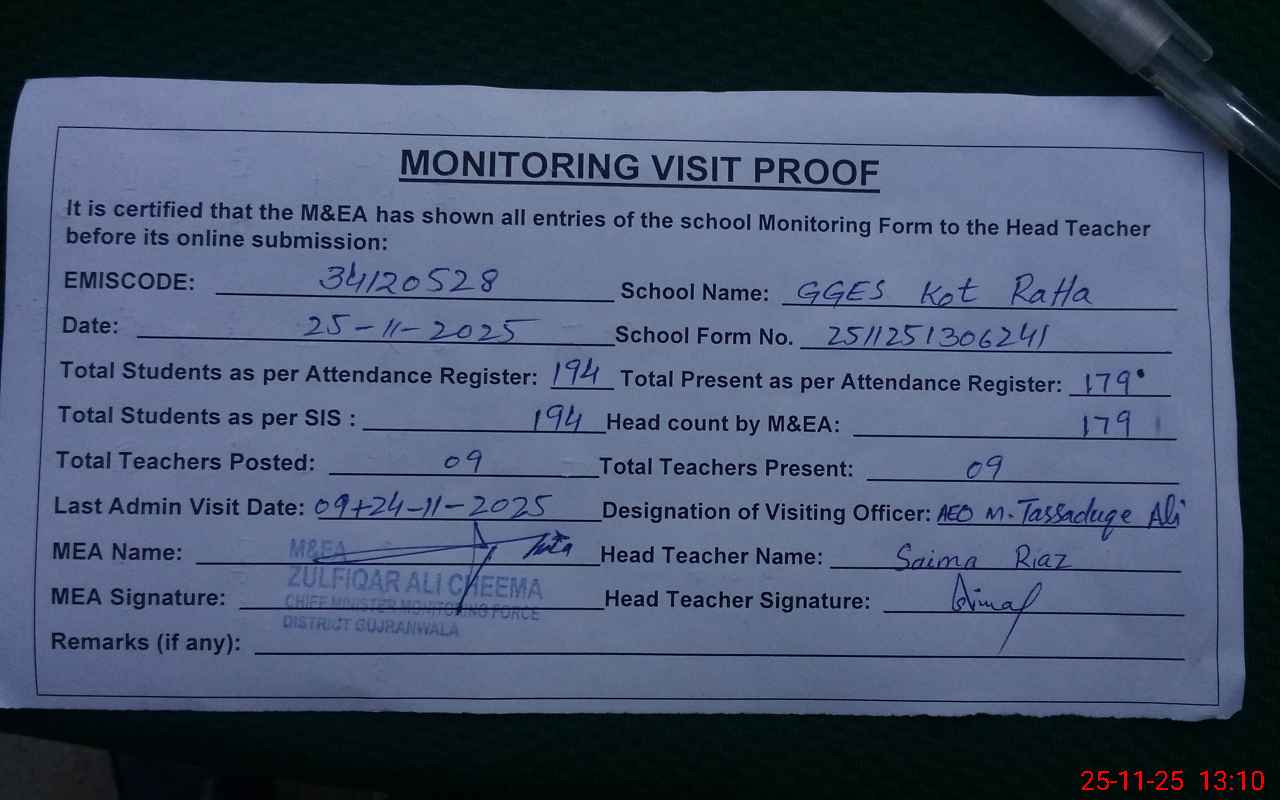 MONITORING VISIT PROOF
It is certified that the M&EA has shown all entries of the school Monitoring Form to the Head Teacher
before its online submission:
EMISCODE: 34120528 School Name: GGES Kot Ratta
Date: 25-11-2025 School Form No. 2511251306241
Total Students as per Attendance Register: 194 Total Present as per Attendance Register: 179
Total Students as per SIS : 194 Head count by M&EA: 179
Total Teachers Posted: 09 Total Teachers Present: 09
Last Admin Visit Date: 09+24-11-2025 Designation of Visiting Officer: AEO M. Tassaduqe Ali
MEA Name: M&EA Head Teacher Name: Saima Riaz
ZULFIQAR ALI CHEEMA
MEA Signature: Head Teacher Signature:
CHIEF MINISTER MONITORING FORCE
DISTRICT GUJRANWALA
Remarks (if any):
25-11-25 13:10